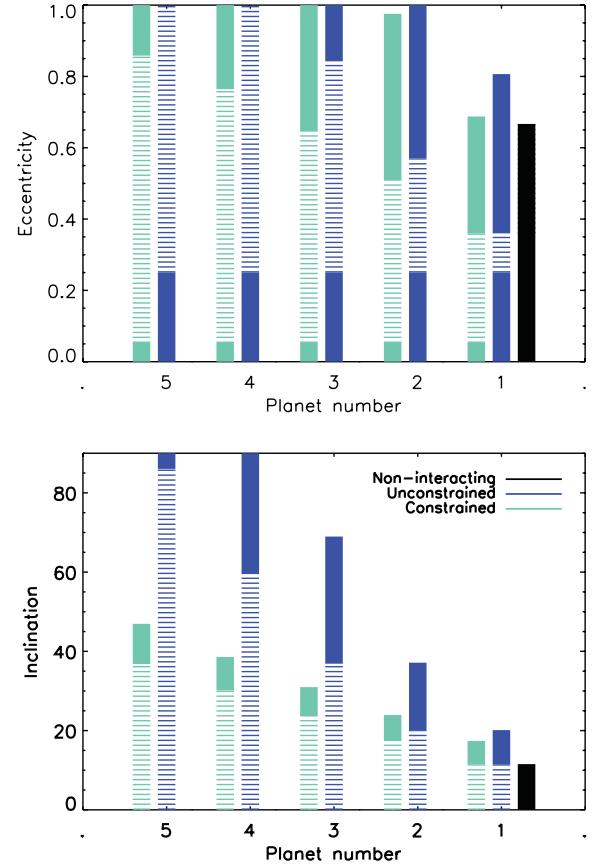 1.0
0.8
0.6
0.4
0.2
0.0
Eccentricity
5 4 3 2 1
Planet number
80
60
40
20
0
Inclination
Non-interacting
Unconstrained
Constrained
5 4 3 2 1
Planet number